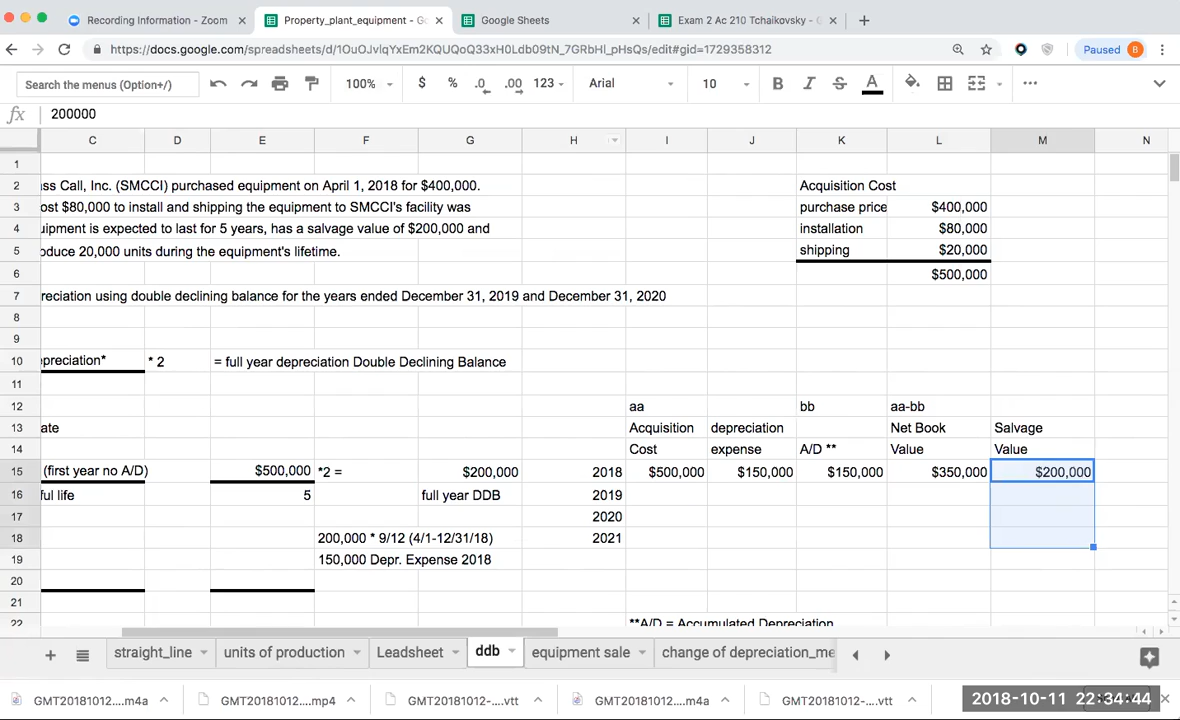 Recording Information - Zoom
Property_plant_equipment - Go
Google Sheets
Exam 2 Ac 210 Tchaikovsky - G
https://docs.google.com/spreadsheets/d/1OuOJvlqYxEm2KQUQoQ33xH0Ldb09tN_7GRbHl_pHsQs/edit#gid=1729358312
Paused B
Search the menus (Option+/)
100% $ % .0 .00 123 Arial 10 B I S A
fx 200000
C D E F G H I J K L M N
1
2 ss Call, Inc. (SMCCI) purchased equipment on April 1, 2018 for $400,000. Acquisition Cost
3 ost $80,000 to install and shipping the equipment to SMCCI's facility was purchase price $400,000
4 uipment is expected to last for 5 years, has a salvage value of $200,000 and installation $80,000
5 oduce 20,000 units during the equipment's lifetime. shipping $20,000
6 $500,000
7 reciation using double declining balance for the years ended December 31, 2019 and December 31, 2020
8
9
10 preciation* * 2 = full year depreciation Double Declining Balance
11
12 aa bb aa-bb
13 ate Acquisition depreciation Net Book Salvage
14 Cost expense A/D ** Value Value
15 (first year no A/D) $500,000 *2 = $200,000 2018 $500,000 $150,000 $150,000 $350,000 $200,000
16 ful life 5 full year DDB 2019
17 2020
18 200,000 * 9/12 (4/1-12/31/18) 2021
19 150,000 Depr. Expense 2018
20
21
22 **A/D = Accumulated Depreciation
straight_line units of production Leadsheet ddb equipment sale change of depreciation_me
GMT20181012....m4a GMT20181012....mp4 GMT20181012-....vtt GMT20181012....m4a GMT20181012-....vtt
2018-10-11 22:34:44